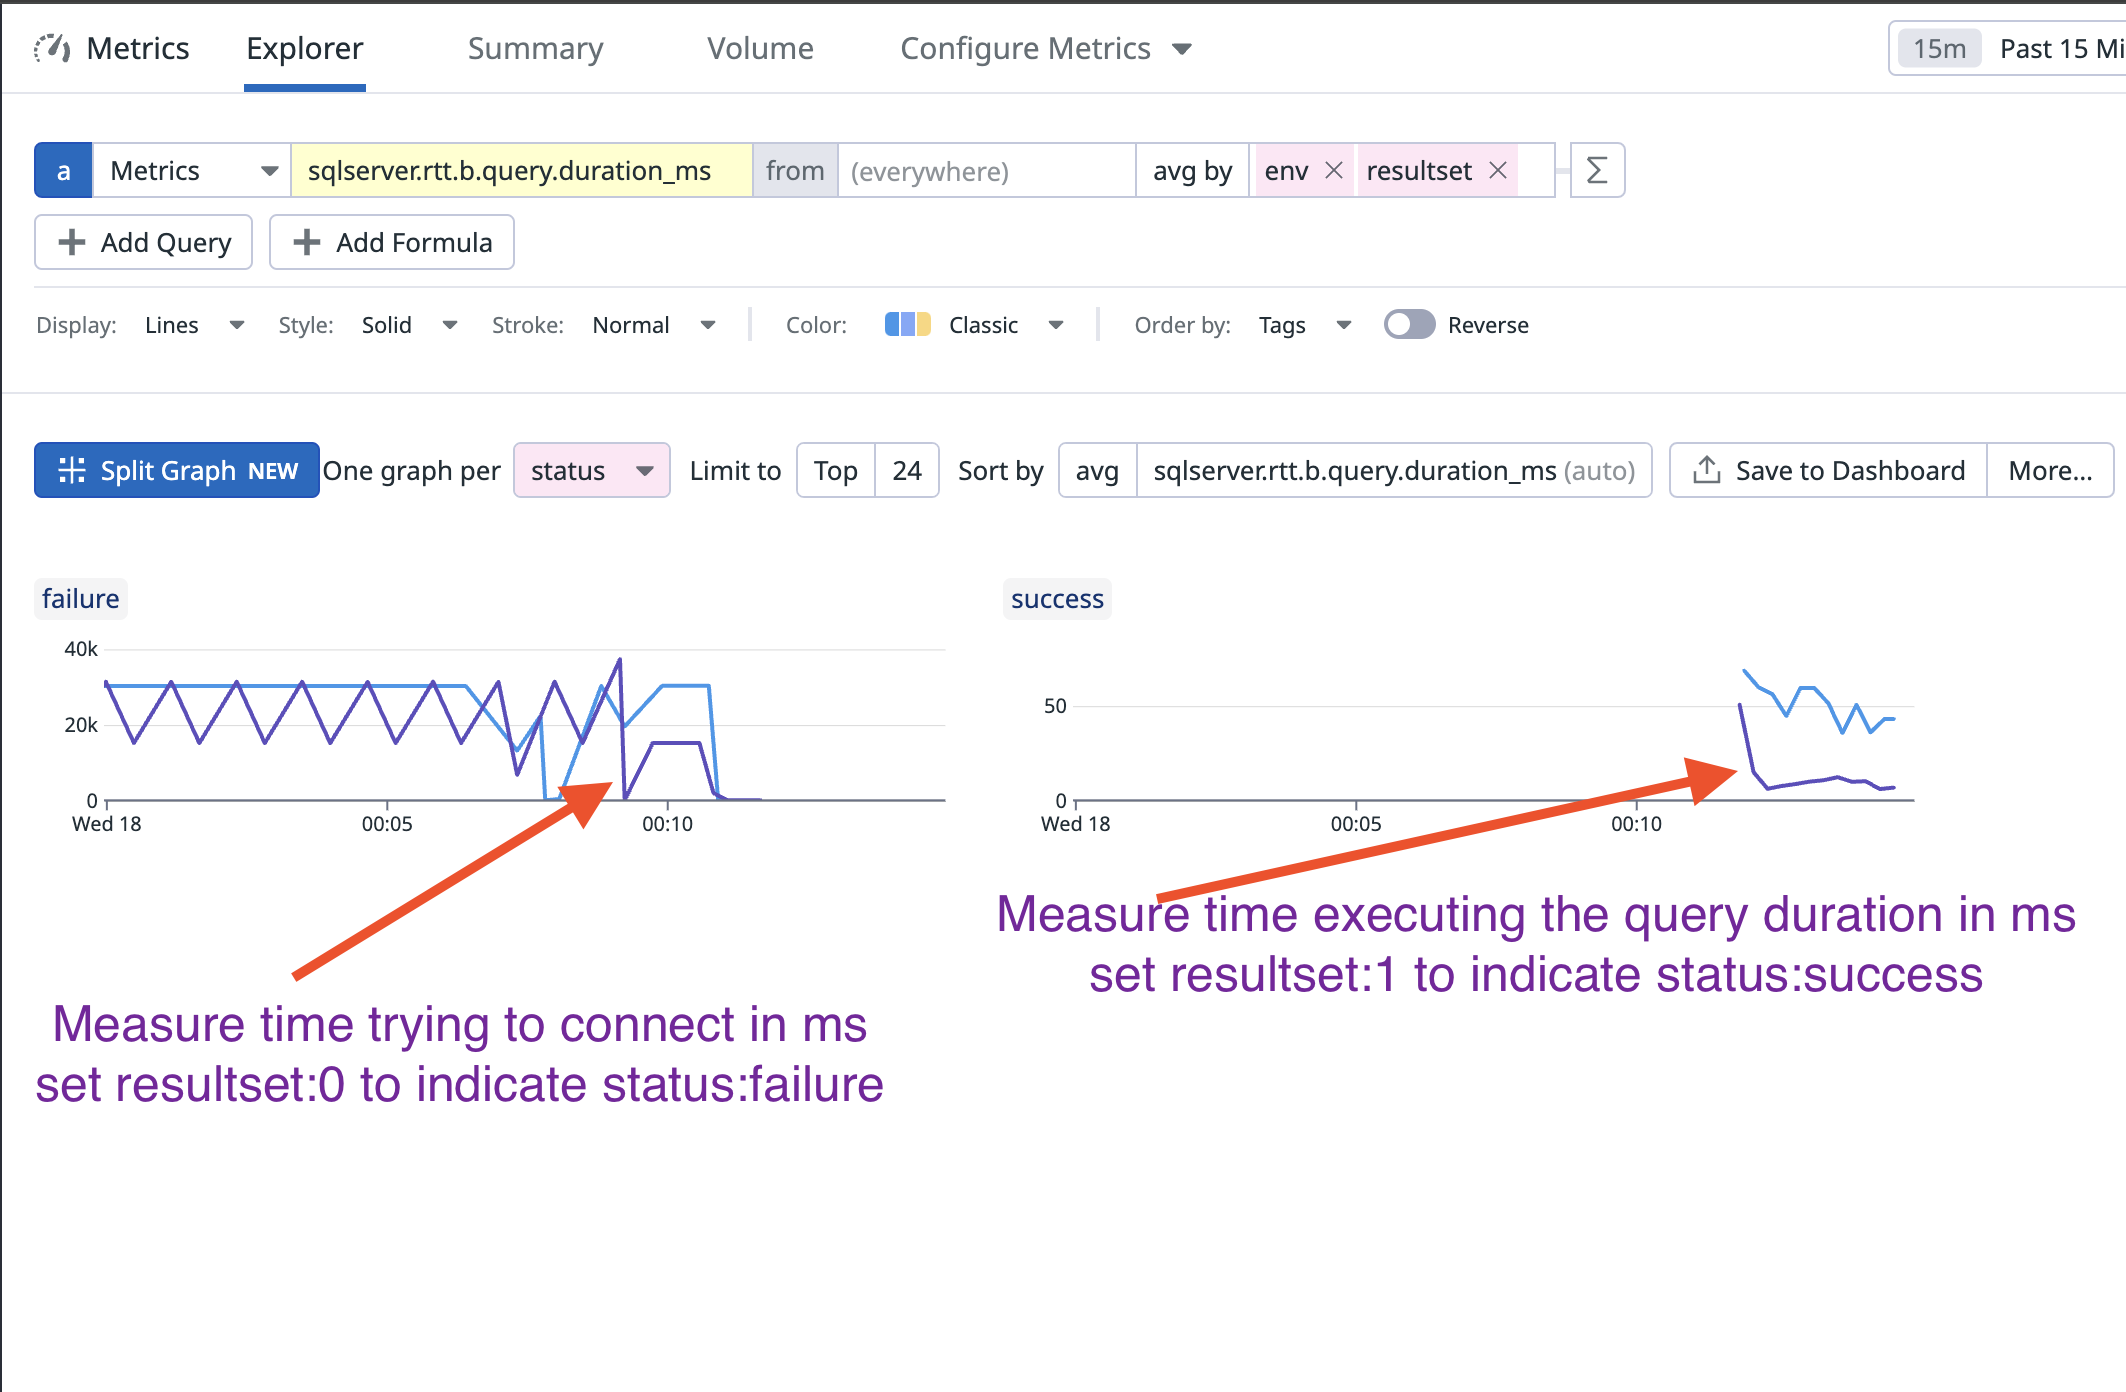 Metrics Explorer Summary Volume Configure Metrics 15m Past 15 Mi
a Metrics sqlserver.rtt.b.query.duration_ms from (everywhere) avg by env resultset Σ
Add Query Add Formula
Display: Lines Style: Solid Stroke: Normal Color: Classic Order by: Tags Reverse
Split Graph NEW One graph per status Limit to Top 24 Sort by avg sqlserver.rtt.b.query.duration_ms (auto) Save to Dashboard More...
failure
40k
20k
0
Wed 18 00:05 00:10
success
50
0
Wed 18 00:05 00:10
Measure time executing the query duration in ms
set resultset:1 to indicate status:success
Measure time trying to connect in ms
set resultset:0 to indicate status:failure